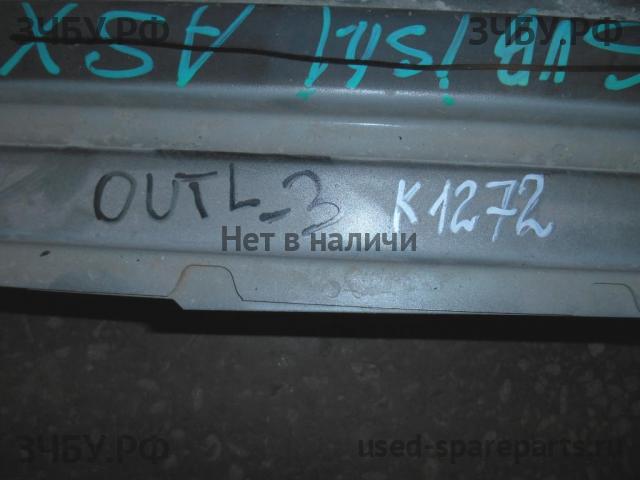 ЗЧБУ.РФ
ЗЧБУ.РФ
ASX
OUTL-3 K1272
Нет в наличи
ЗЧБУ.РФ
used-spareparts.ru